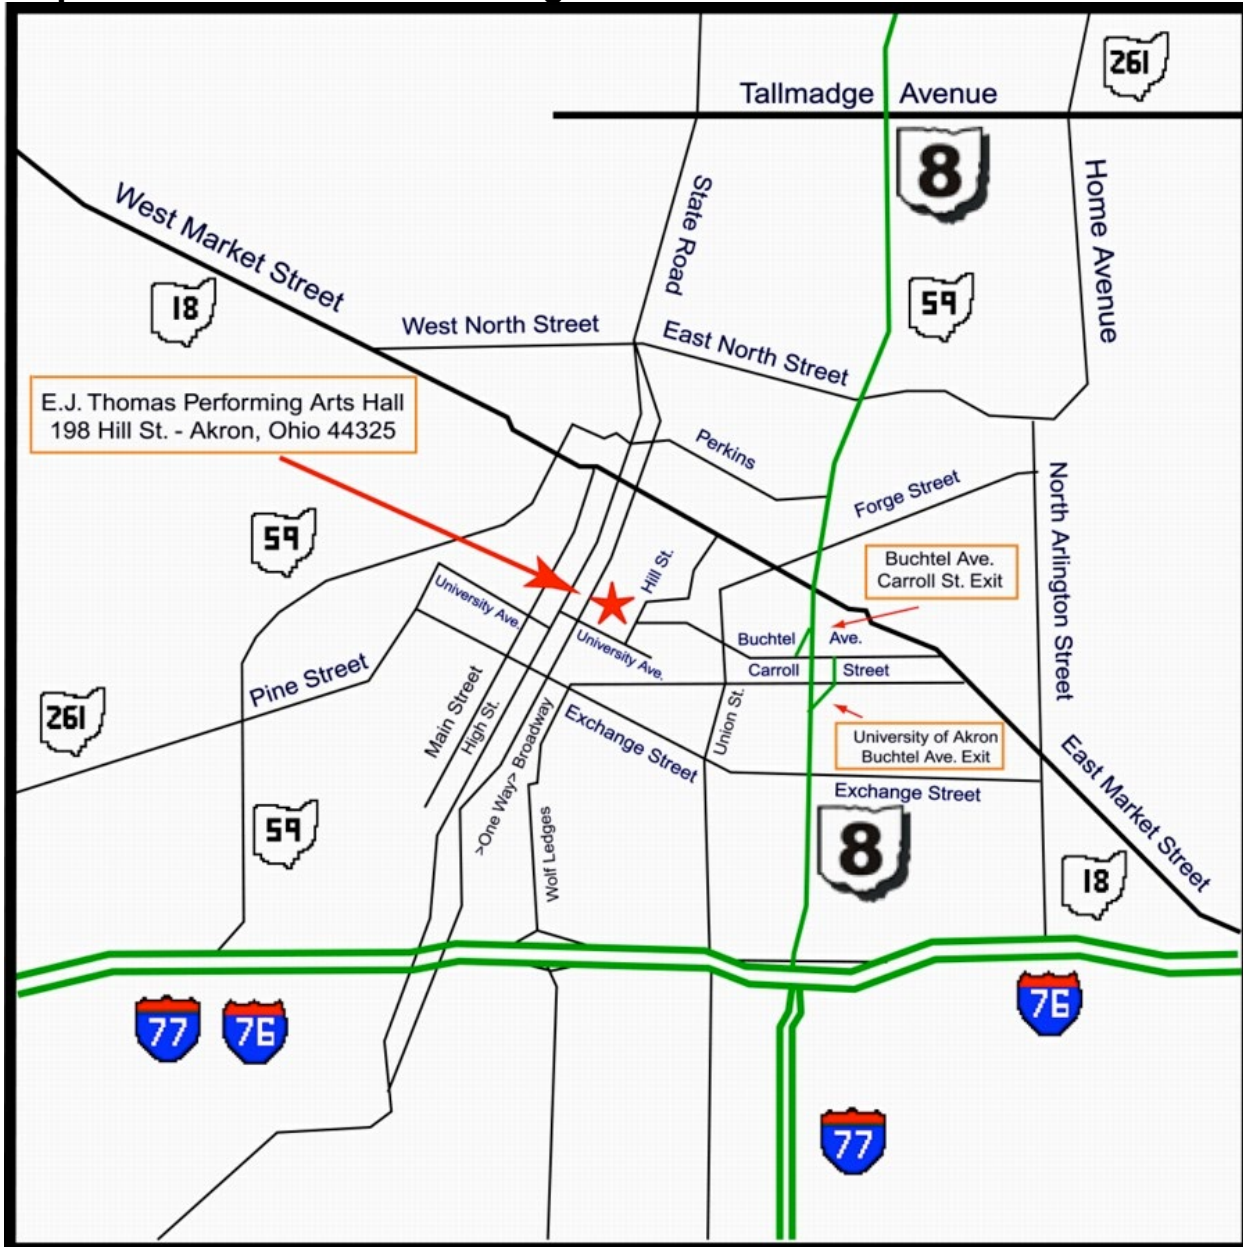 261
Tallmadge Avenue
8
State Road
Home Avenue
West Market Street
18
59
West North Street
East North Street
E.J. Thomas Performing Arts Hall
198 Hill St. - Akron, Ohio 44325
Perkins
Forge Street
North Arlington Street
59
Hill St.
Buchtel Ave.
Carroll St. Exit
University Ave.
University Ave.
Buchtel Ave.
Carroll Street
Pine Street
261
Main Street
High St.
>One Way> Broadway
Exchange Street
Union St.
University of Akron
Buchtel Ave. Exit
East Market Street
Exchange Street
59
Wolf Ledges
8
18
77
76
76
77